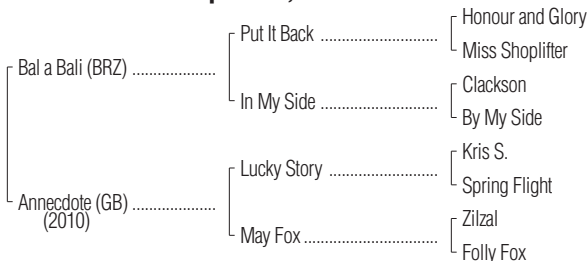 Honour and Glory
Put It Back ....................
Miss Shoplifter
Bal a Bali (BRZ) ................
Clackson
In My Side .....................
By My Side
Kris S.
Lucky Story ....................
Spring Flight
Annecdote (GB) ................
(2010)
Zilzal
May Fox .........................
Folly Fox